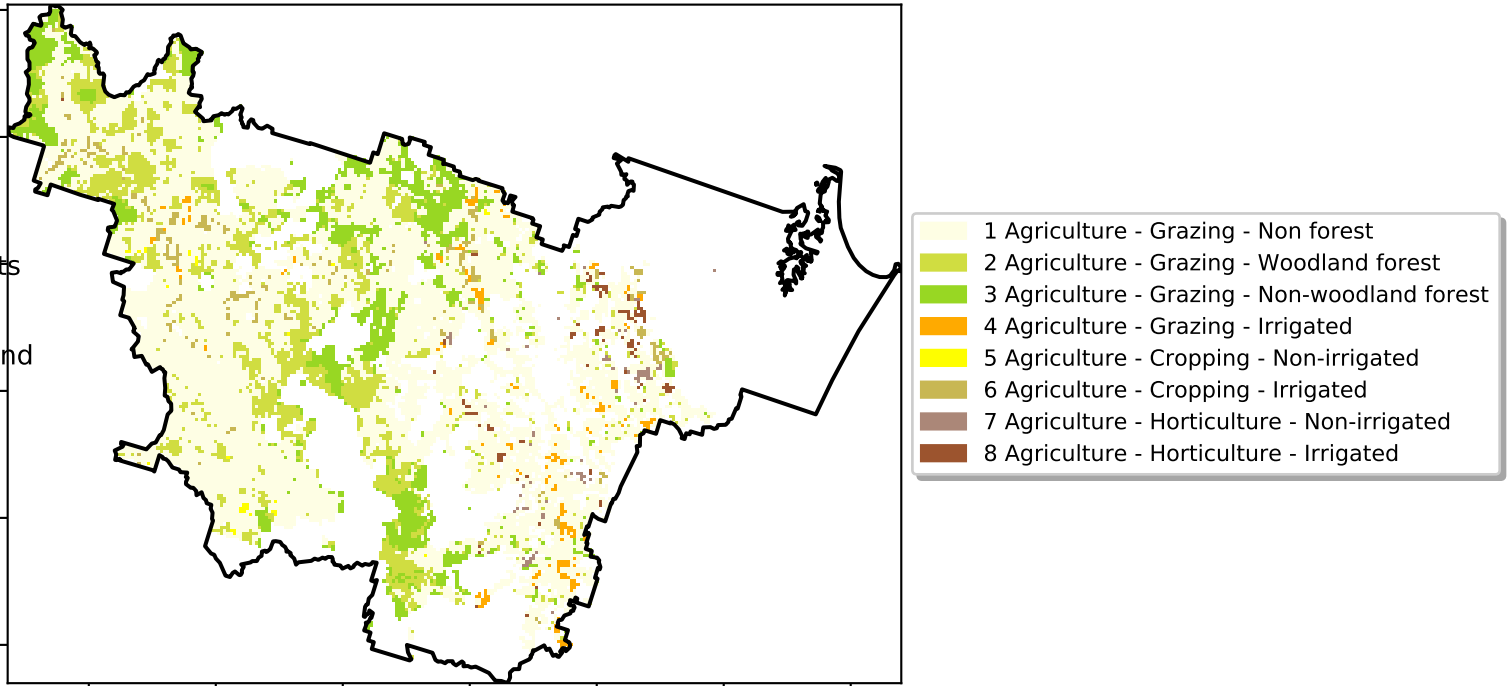 ts
nd
1 Agriculture - Grazing - Non forest
2 Agriculture - Grazing - Woodland forest
3 Agriculture - Grazing - Non-woodland forest
4 Agriculture - Grazing - Irrigated
5 Agriculture - Cropping - Non-irrigated
6 Agriculture - Cropping - Irrigated
7 Agriculture - Horticulture - Non-irrigated
8 Agriculture - Horticulture - Irrigated